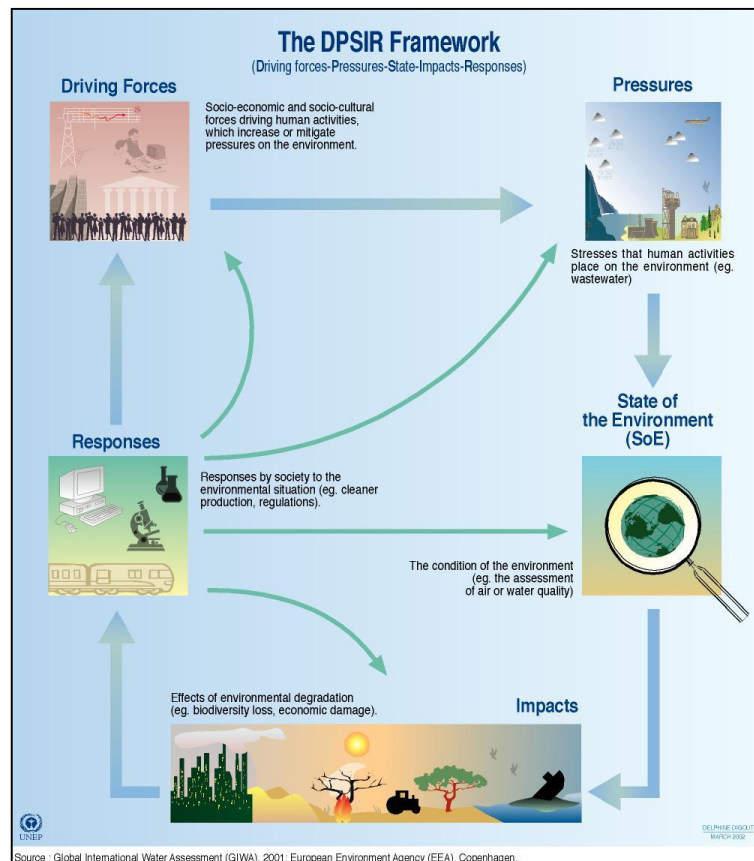 The DPSIR Framework
(Driving forces-Pressures-State-Impacts-Responses)
Driving Forces
Socio-economic and socio-cultural
forces driving human activities,
which increase or mitigate
pressures on the environment.
Pressures
Stresses that human activities
place on the environment (eg.
wastewater)
State of
the Environment
(SoE)
Responses
Responses by society to the
environmental situation (eg. cleaner
production, regulations).
The condition of the environment
(eg. the assessment
of air or water quality)
Effects of environmental degradation
(eg. biodiversity loss, economic damage).
Impacts
UNEP
DELPHINE DIGOUT
MARCH 2002
Source : Global International Water Assessment (GIWA), 2001; European Environment Agency (EEA), Copenhagen.